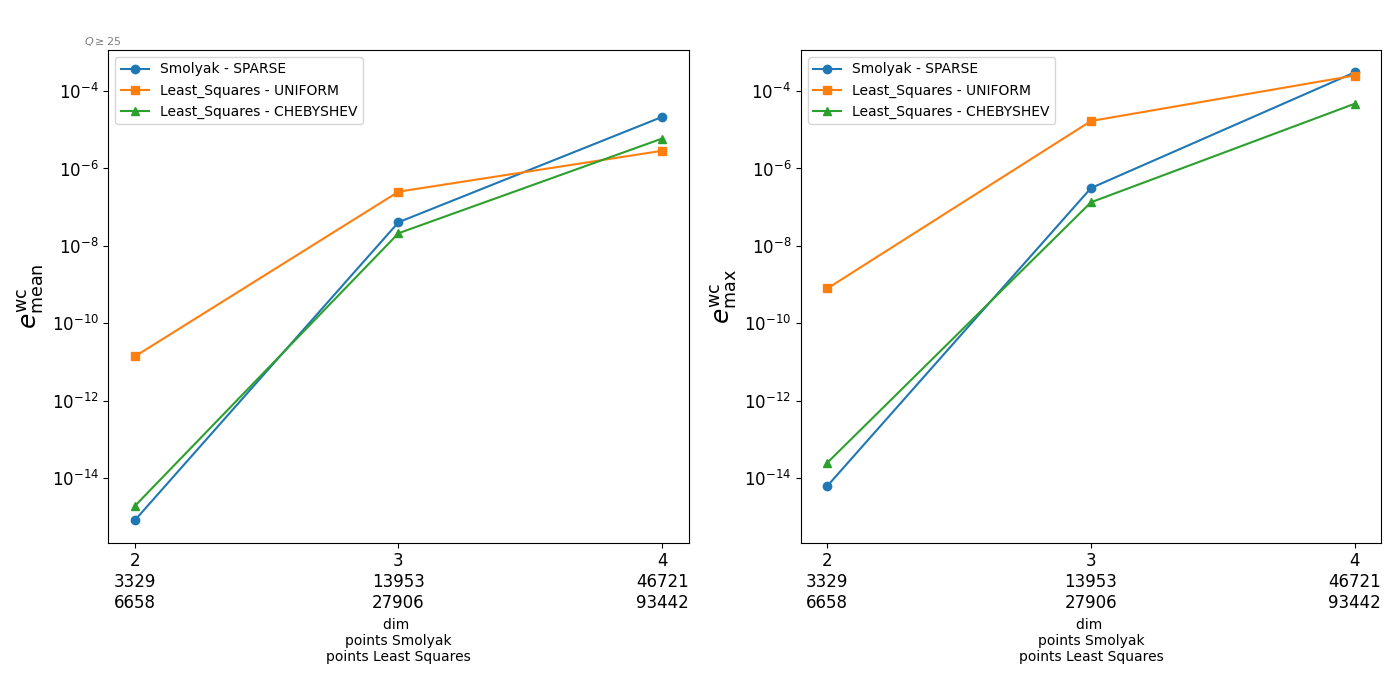 Q ≥ 25
Smolyak - SPARSE
Least_Squares - UNIFORM
Least_Squares - CHEBYSHEV
10⁻⁴
10⁻⁶
10⁻⁸
10⁻¹⁰
10⁻¹²
10⁻¹⁴
e^wc_mean
2 3 4
3329 13953 46721
6658 27906 93442
dim
points Smolyak
points Least Squares
Smolyak - SPARSE
Least_Squares - UNIFORM
Least_Squares - CHEBYSHEV
10⁻⁴
10⁻⁶
10⁻⁸
10⁻¹⁰
10⁻¹²
10⁻¹⁴
e^wc_max
2 3 4
3329 13953 46721
6658 27906 93442
dim
points Smolyak
points Least Squares